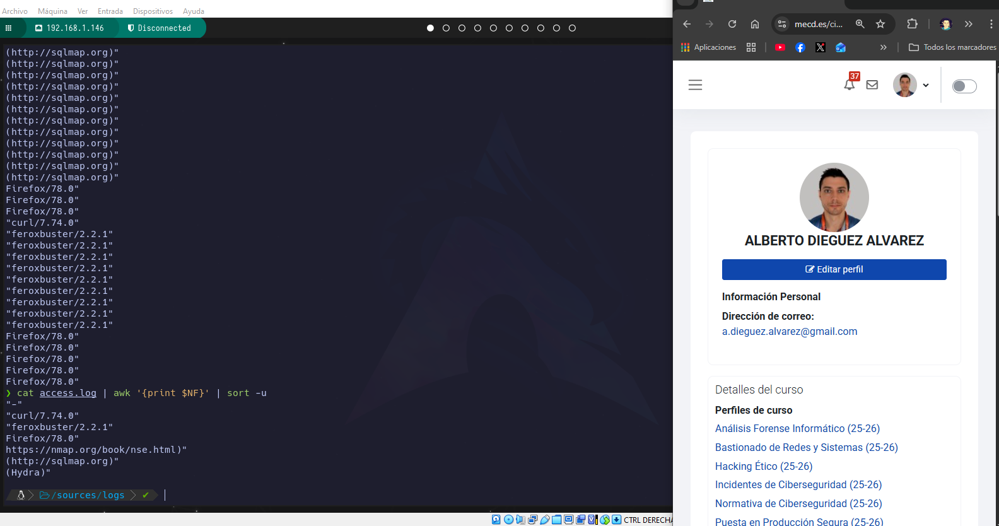 Archivo Máquina Ver Entrada Dispositivos Ayuda
192.168.1.146 Disconnected
(http://sqlmap.org)"
(http://sqlmap.org)"
(http://sqlmap.org)"
(http://sqlmap.org)"
(http://sqlmap.org)"
(http://sqlmap.org)"
(http://sqlmap.org)"
(http://sqlmap.org)"
(http://sqlmap.org)"
(http://sqlmap.org)"
(http://sqlmap.org)"
(http://sqlmap.org)"
Firefox/78.0"
Firefox/78.0"
Firefox/78.0"
"curl/7.74.0"
"feroxbuster/2.2.1"
"feroxbuster/2.2.1"
"feroxbuster/2.2.1"
"feroxbuster/2.2.1"
"feroxbuster/2.2.1"
"feroxbuster/2.2.1"
"feroxbuster/2.2.1"
"feroxbuster/2.2.1"
"feroxbuster/2.2.1"
Firefox/78.0"
Firefox/78.0"
Firefox/78.0"
Firefox/78.0"
Firefox/78.0"
❯ cat access.log | awk '{print $NF}' | sort -u
"-"
"curl/7.74.0"
"feroxbuster/2.2.1"
Firefox/78.0"
https://nmap.org/book/nse.html)"
(http://sqlmap.org)"
(Hydra)"
/sources/logs ✔
CTRL DERECHA
mecd.es/ci...
Aplicaciones » Todos los marcadores
37
ALBERTO DIEGUEZ ALVAREZ
Editar perfil
Información Personal
Dirección de correo:
a.dieguez.alvarez@gmail.com
Detalles del curso
Perfiles de curso
Análisis Forense Informático (25-26)
Bastionado de Redes y Sistemas (25-26)
Hacking Ético (25-26)
Incidentes de Ciberseguridad (25-26)
Normativa de Ciberseguridad (25-26)
Puesta en Producción Segura (25-26)